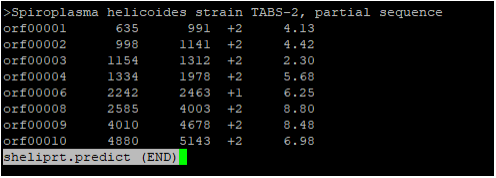 >Spiroplasma helicoides strain TABS-2, partial sequence
orf00001 635 991 +2 4.13
orf00002 998 1141 +2 4.42
orf00003 1154 1312 +2 2.30
orf00004 1334 1978 +2 5.68
orf00006 2242 2463 +1 6.25
orf00008 2585 4003 +2 8.80
orf00009 4010 4678 +2 8.48
orf00010 4880 5143 +2 6.98
sheliprt.predict (END)